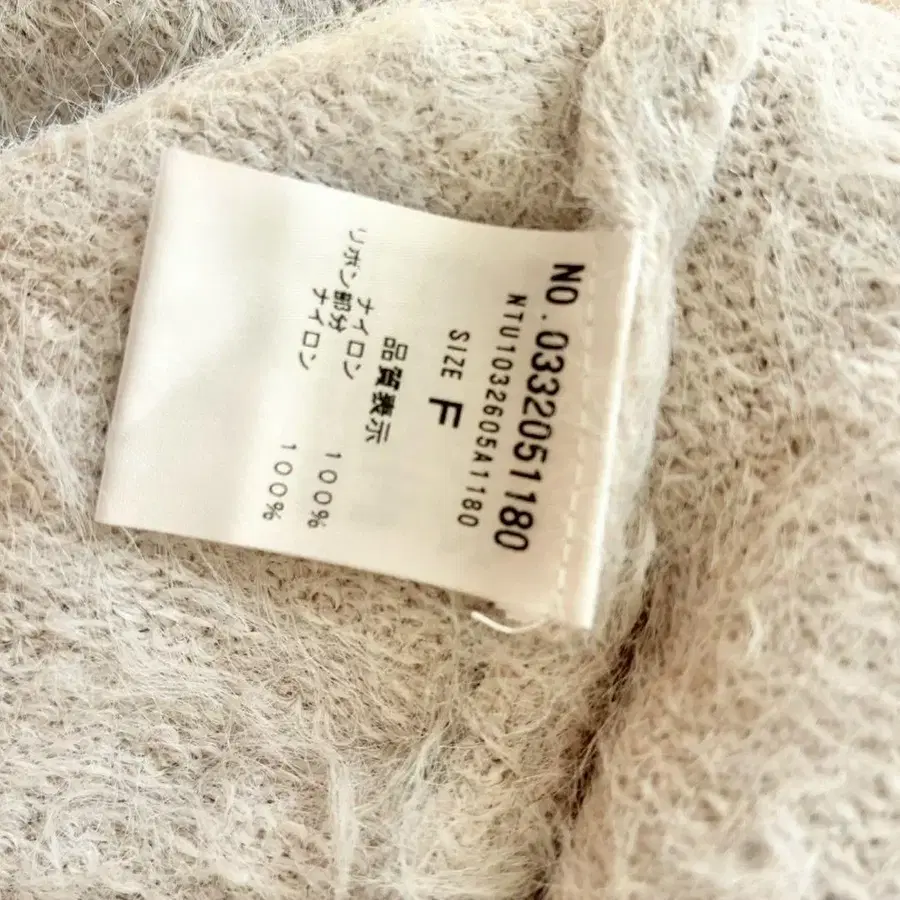 NO.0332051180
NTU1032605A1180
SIZE F
品質表示
ナイロン 100%
リボン部分
ナイロン 100%